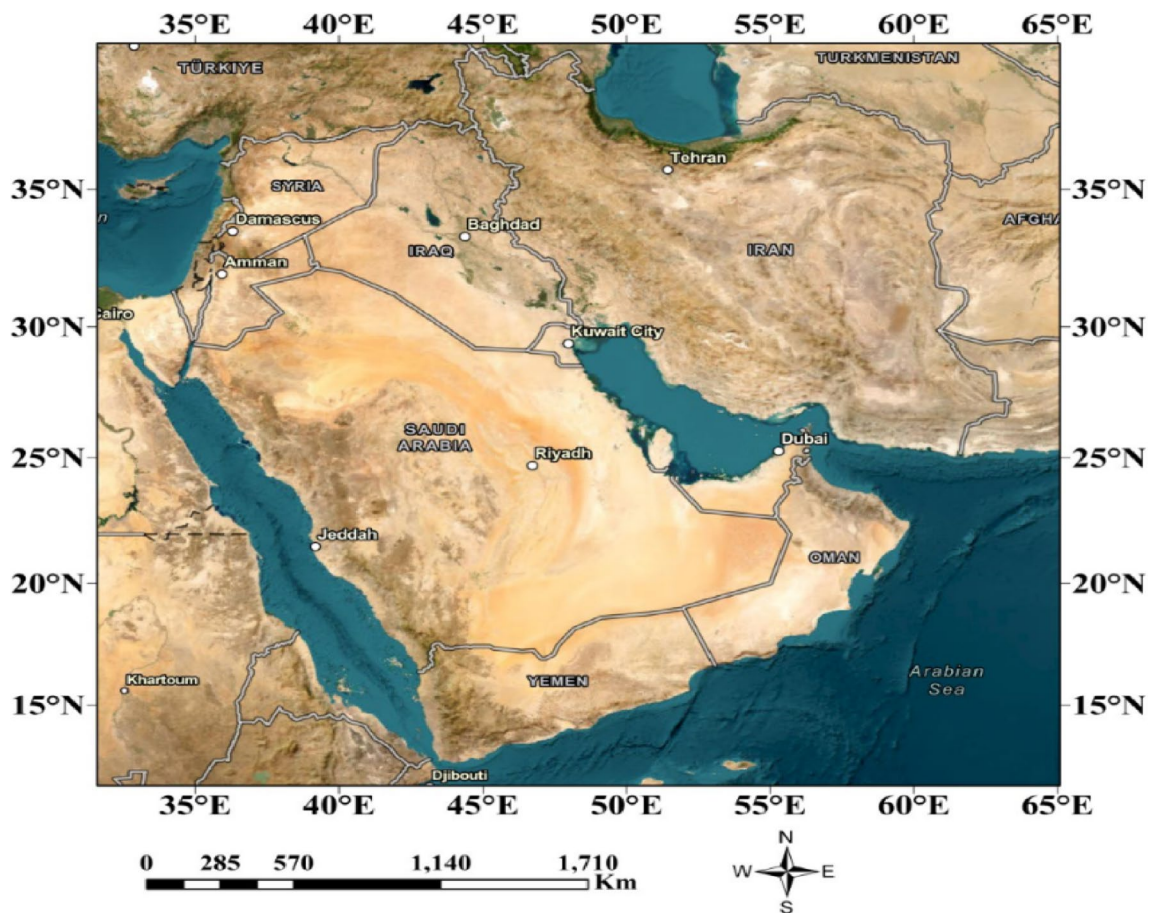 35°E 40°E 45°E 50°E 55°E 60°E 65°E
TÜRKIYE
TURKMENISTAN
Tehran
35°N 35°N
SYRIA
Damascus
Baghdad
AFGHA
n
IRAQ
IRAN
Amman
Cairo
30°N 30°N
Kuwait City
SAUDI
ARABIA
Dubai
25°N 25°N
Riyadh
Jeddah
OMAN
20°N 20°N
Khartoum
YEMEN
Arabian
Sea
15°N 15°N
Djibouti
35°E 40°E 45°E 50°E 55°E 60°E 65°E
0 285 570 1,140 1,710
Km
N
W E
S